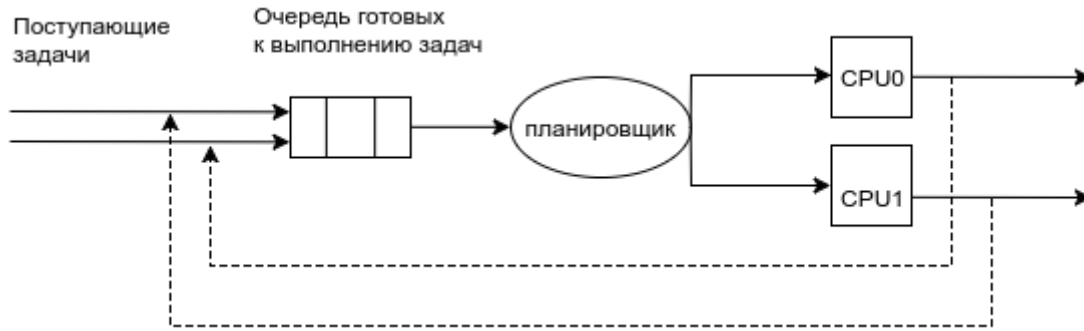 Поступающие
задачи
Очередь готовых
к выполнению задач
планировщик
CPU0
CPU1